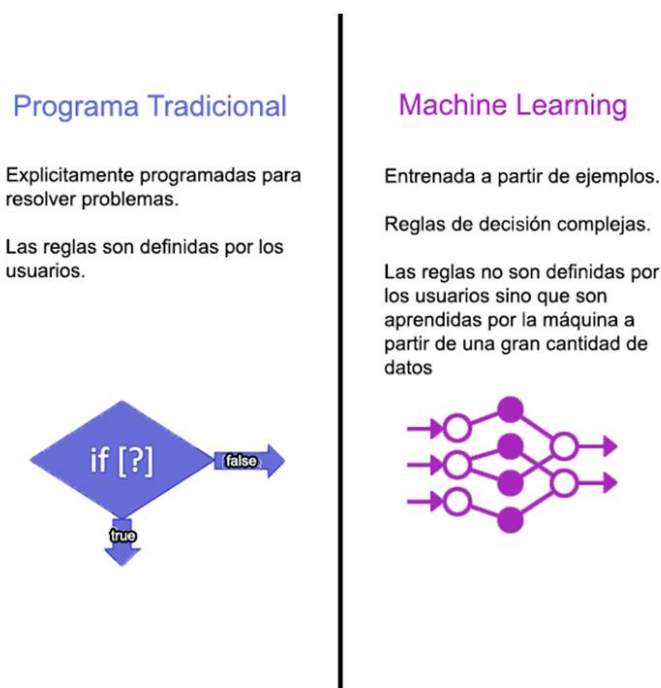 Programa Tradicional
Explicitamente programadas para
resolver problemas.
Las reglas son definidas por los
usuarios.
if [?]
false
true
Machine Learning
Entrenada a partir de ejemplos.
Reglas de decisión complejas.
Las reglas no son definidas por
los usuarios sino que son
aprendidas por la máquina a
partir de una gran cantidad de
datos